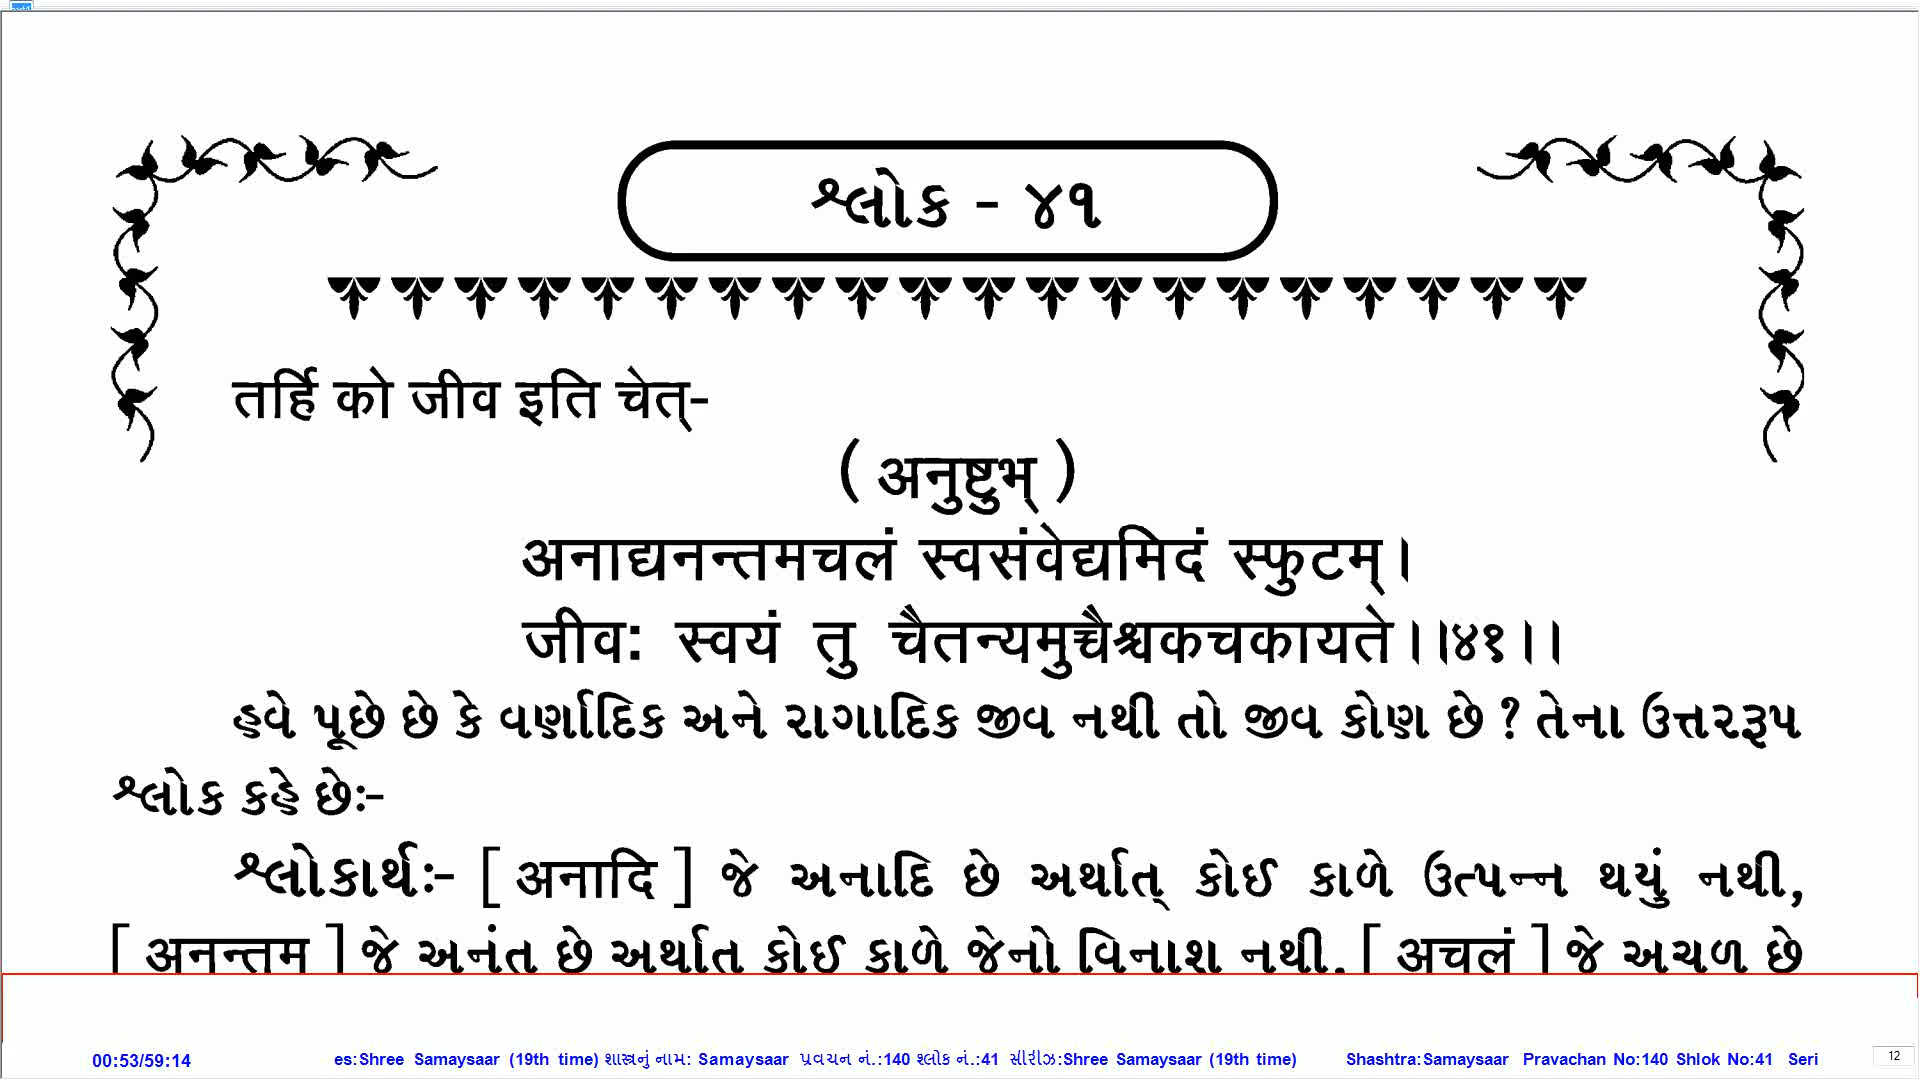 શ્લોક - ૪૧
तर्हि को जीव इति चेत्-
( अनुष्टुभ् )
अनाद्यनन्तमचलं स्वसंवेद्यमिदं स्फुटम्।
जीवः स्वयं तु चैतन्यमुच्चैश्चकचकायते।।४१।।
હવે પૂછે છે કે વર્ણાદિક અને રાગાદિક જીવ નથી તો જીવ કોણ છે ? તેના ઉત્તરરૂપ
શ્લોક કહે છેઃ-
શ્લોકાર્થઃ- [ अनादि ] જે અનાદિ છે અર્થાત્ કોઈ કાળે ઉત્પન્ન થયું નથી,
[ अनन्तम ] જે અનંત છે અર્થાત કોઈ કાળે જેનો વિનાશ નથી, [ अचलं ] જે અચળ છે
00:53/59:14 es:Shree Samaysaar (19th time) શાસ્ત્રનું નામ: Samaysaar પ્રવચન નં.:140 શ્લોક નં.:41 સીરીઝ:Shree Samaysaar (19th time) Shashtra:Samaysaar Pravachan No:140 Shlok No:41 Seri 12